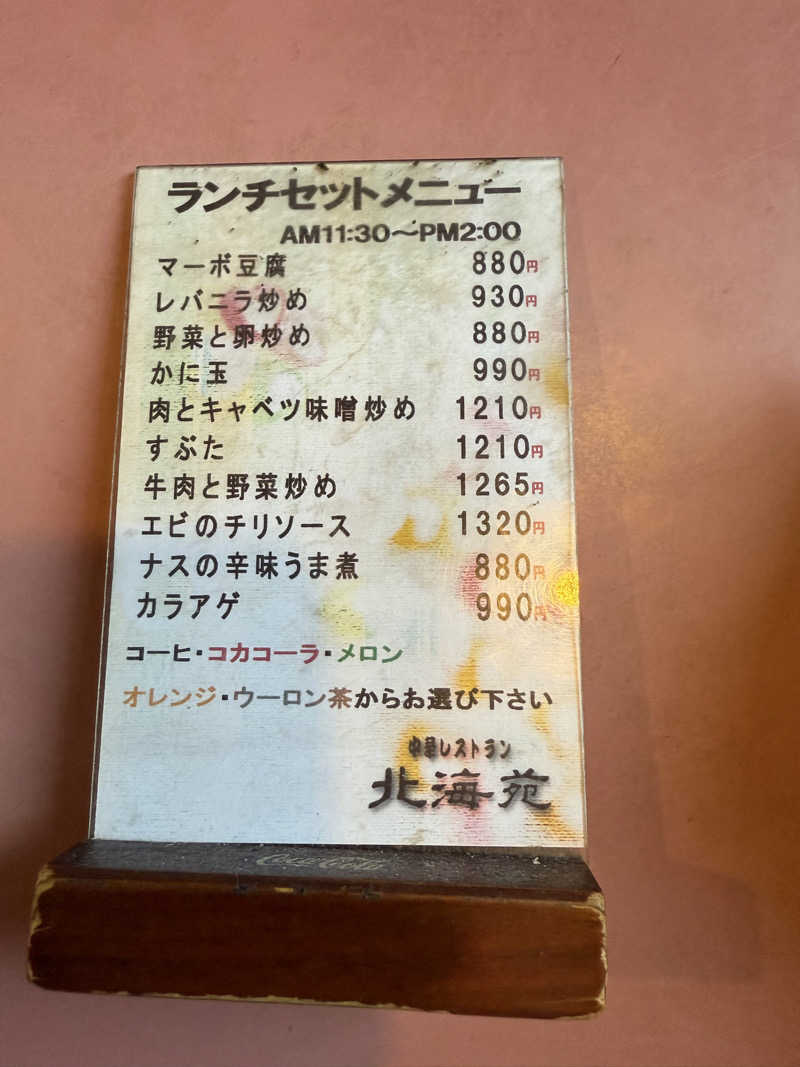 ランチセットメニュー
AM11:30〜PM2:00
マーボ豆腐 880円
レバニラ炒め 930円
野菜と卵炒め 880円
かに玉 990円
肉とキャベツ味噌炒め 1210円
すぶた 1210円
牛肉と野菜炒め 1265円
エビのチリソース 1320円
ナスの辛味うま煮 880円
カラアゲ 990円
コーヒ・コカコーラ・メロン
オレンジ・ウーロン茶からお選び下さい
中華レストラン
北海苑
Coca-Cola